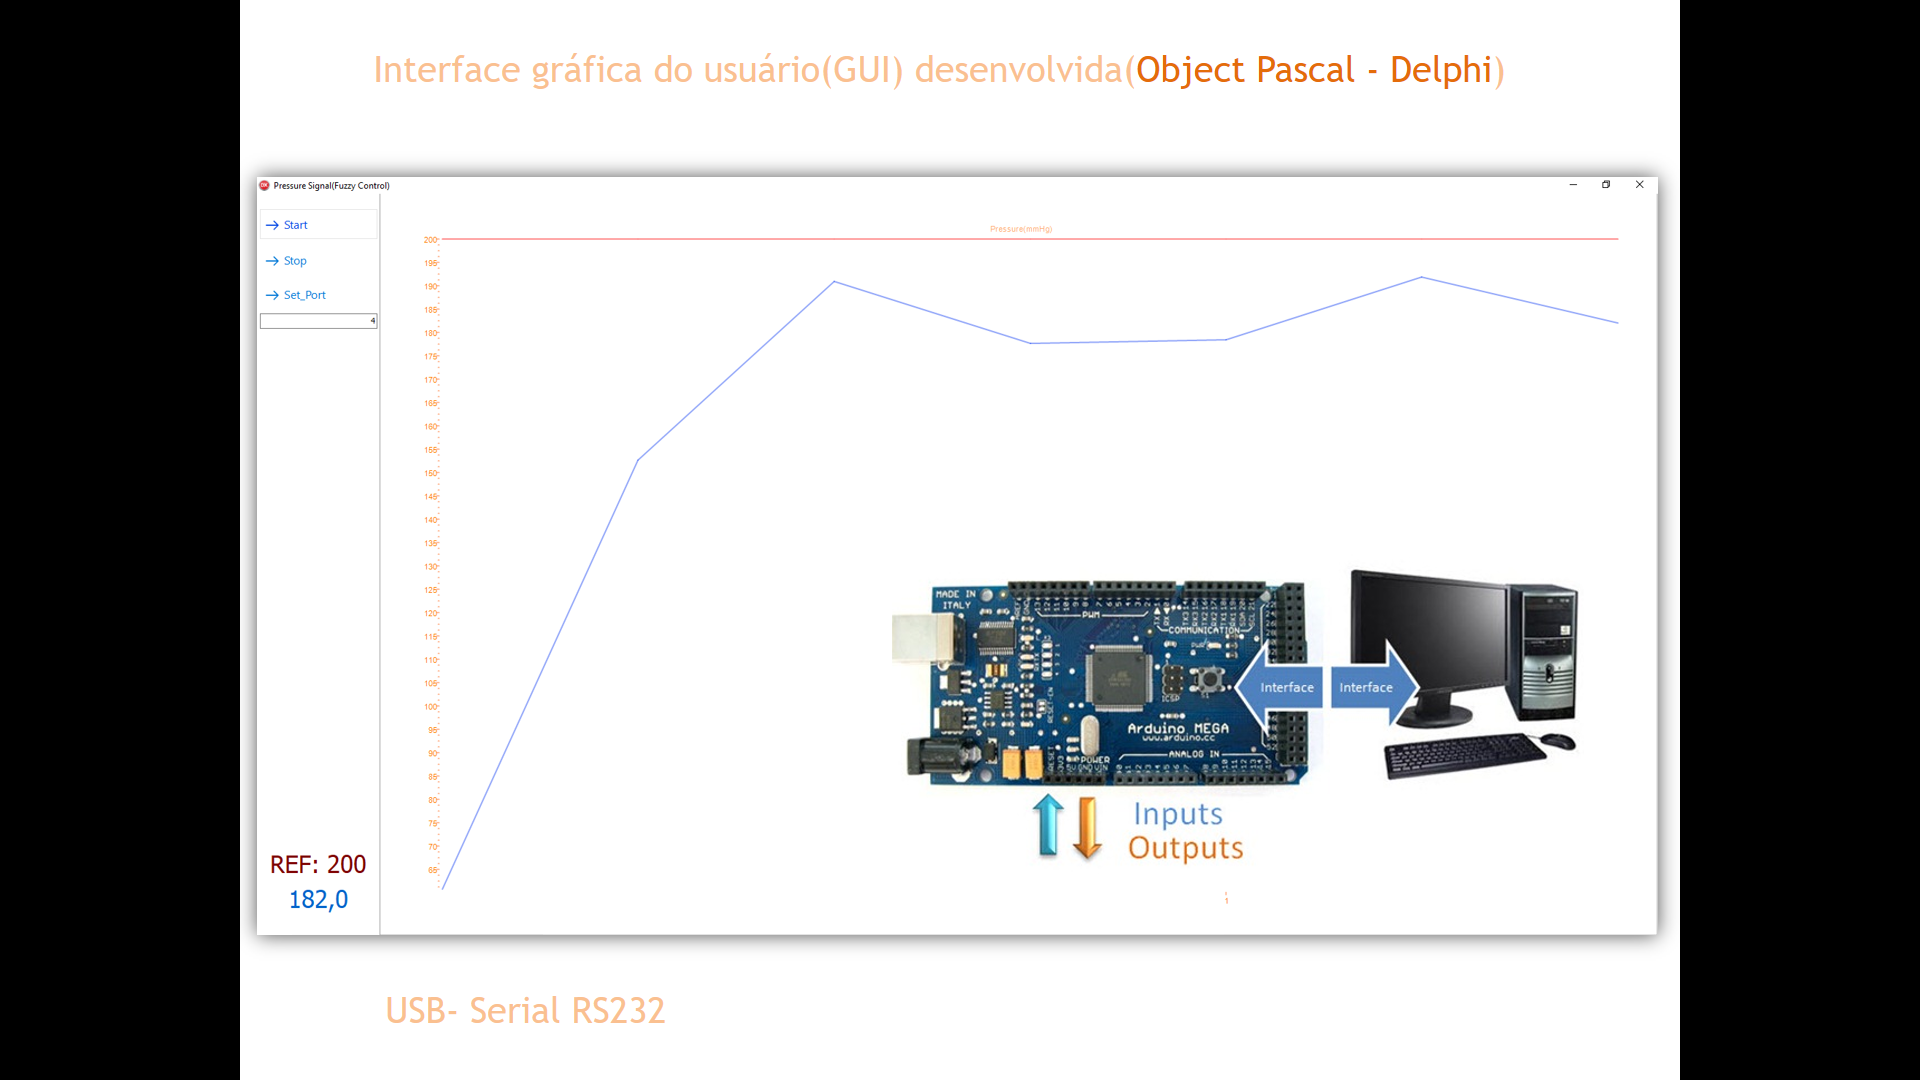 Interface gráfica do usuário(GUI) desenvolvida(Object Pascal - Delphi)
Pressure Signal(Fuzzy Control)
Start
Stop
Set_Port
4
REF: 200
182,0
Pressure(mmHg)
200
195
190
185
180
175
170
165
160
155
150
145
140
135
130
125
120
115
110
105
100
95
90
85
80
75
70
65
1
MADE IN
ITALY
PWM
COMMUNICATION
ICSP
Arduino MEGA
www.arduino.cc
POWER
ANALOG IN
Interface
Interface
Inputs
Outputs
USB- Serial RS232